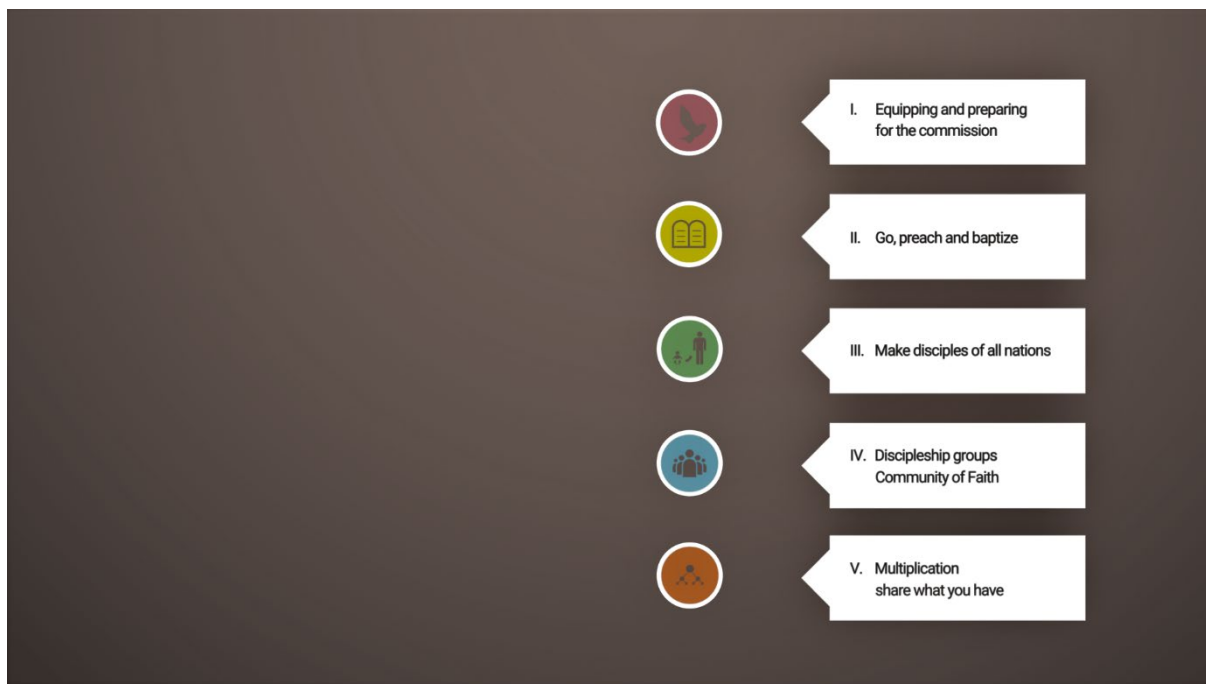 I. Equipping and preparing
for the commission
II. Go, preach and baptize
III. Make disciples of all nations
IV. Discipleship groups
Community of Faith
V. Multiplication
share what you have